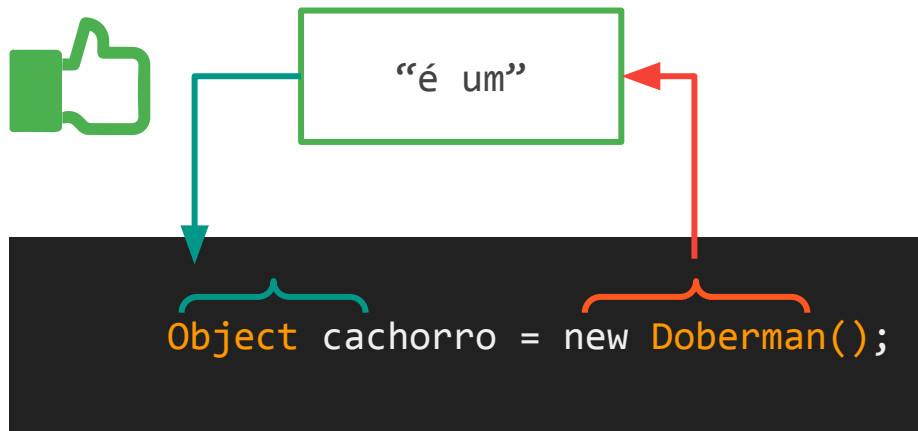 “é um”
Object cachorro = new Doberman();